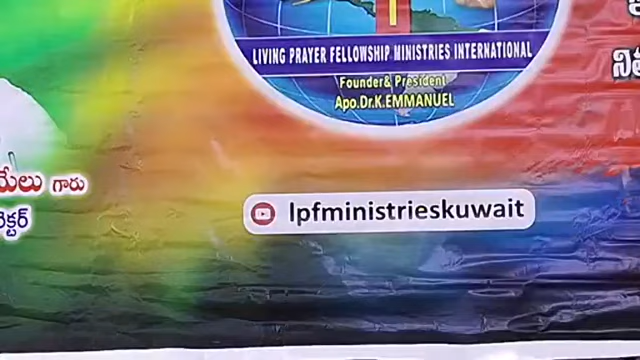 LIVING PRAYER FELLOWSHIP MINISTRIES INTERNATIONAL
Founder& President
Apo.Dr.K.EMMANUEL
గారు
lpfministrieskuwait